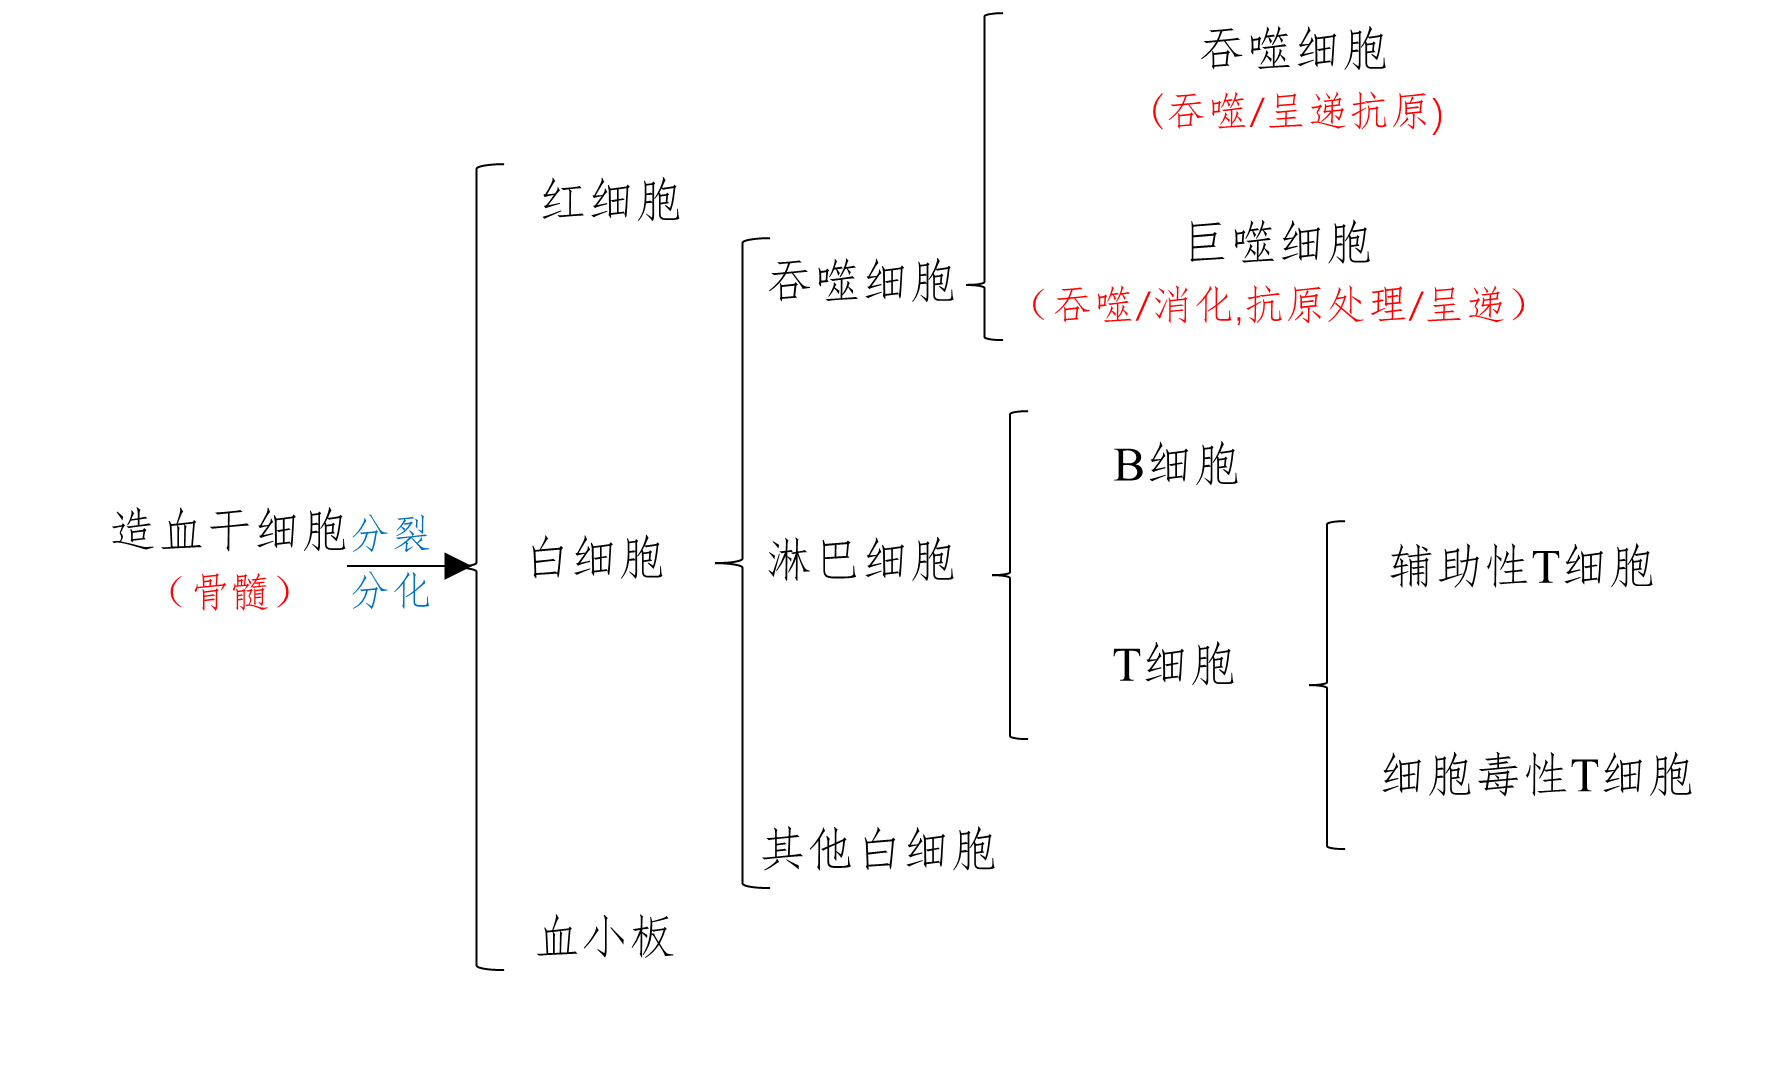 吞噬细胞
(吞噬/呈递抗原)
红细胞
巨噬细胞
吞噬细胞
（吞噬/消化,抗原处理/呈递）
B细胞
造血干细胞
分裂
（骨髓）
分化
白细胞
淋巴细胞
辅助性T细胞
T细胞
细胞毒性T细胞
其他白细胞
血小板